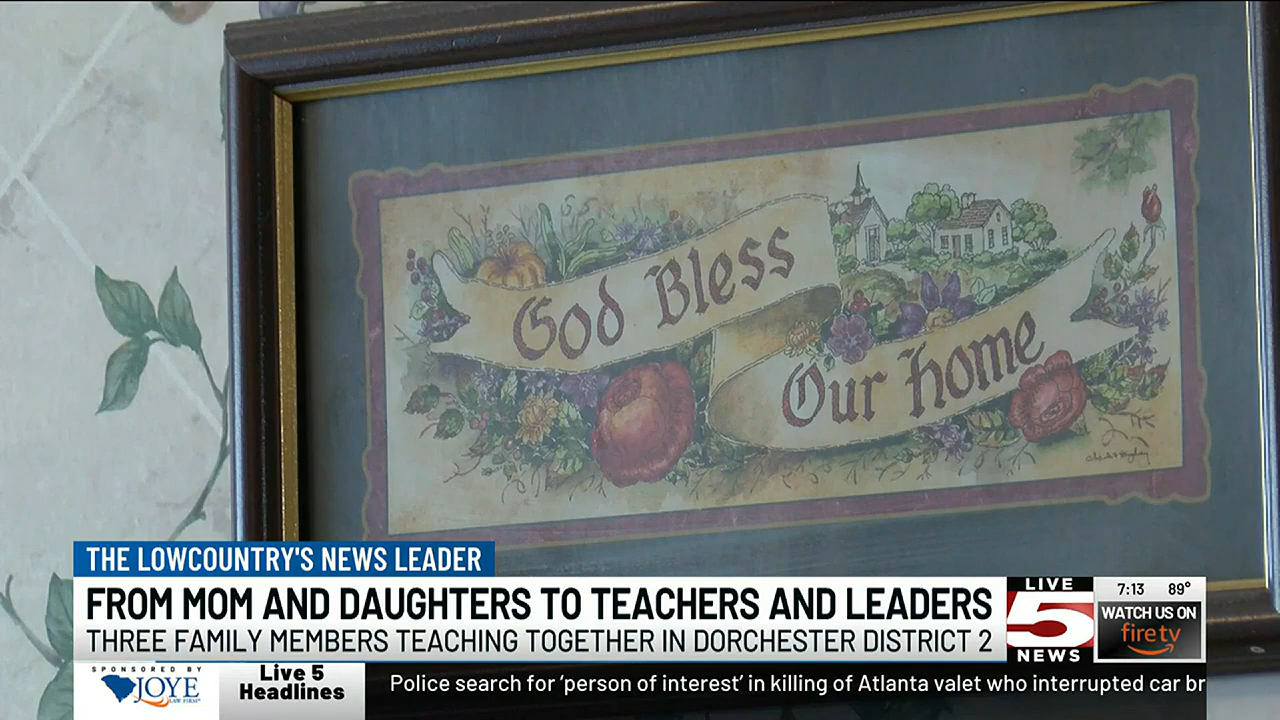 God Bless
Our home
THE LOWCOUNTRY'S NEWS LEADER
FROM MOM AND DAUGHTERS TO TEACHERS AND LEADERS
THREE FAMILY MEMBERS TEACHING TOGETHER IN DORCHESTER DISTRICT 2
LIVE
5
NEWS
7:13 89°
WATCH US ON
fire tv
SPONSORED BY
JOYE
LAW FIRM
Live 5
Headlines
Police search for 'person of interest' in killing of Atlanta valet who interrupted car br